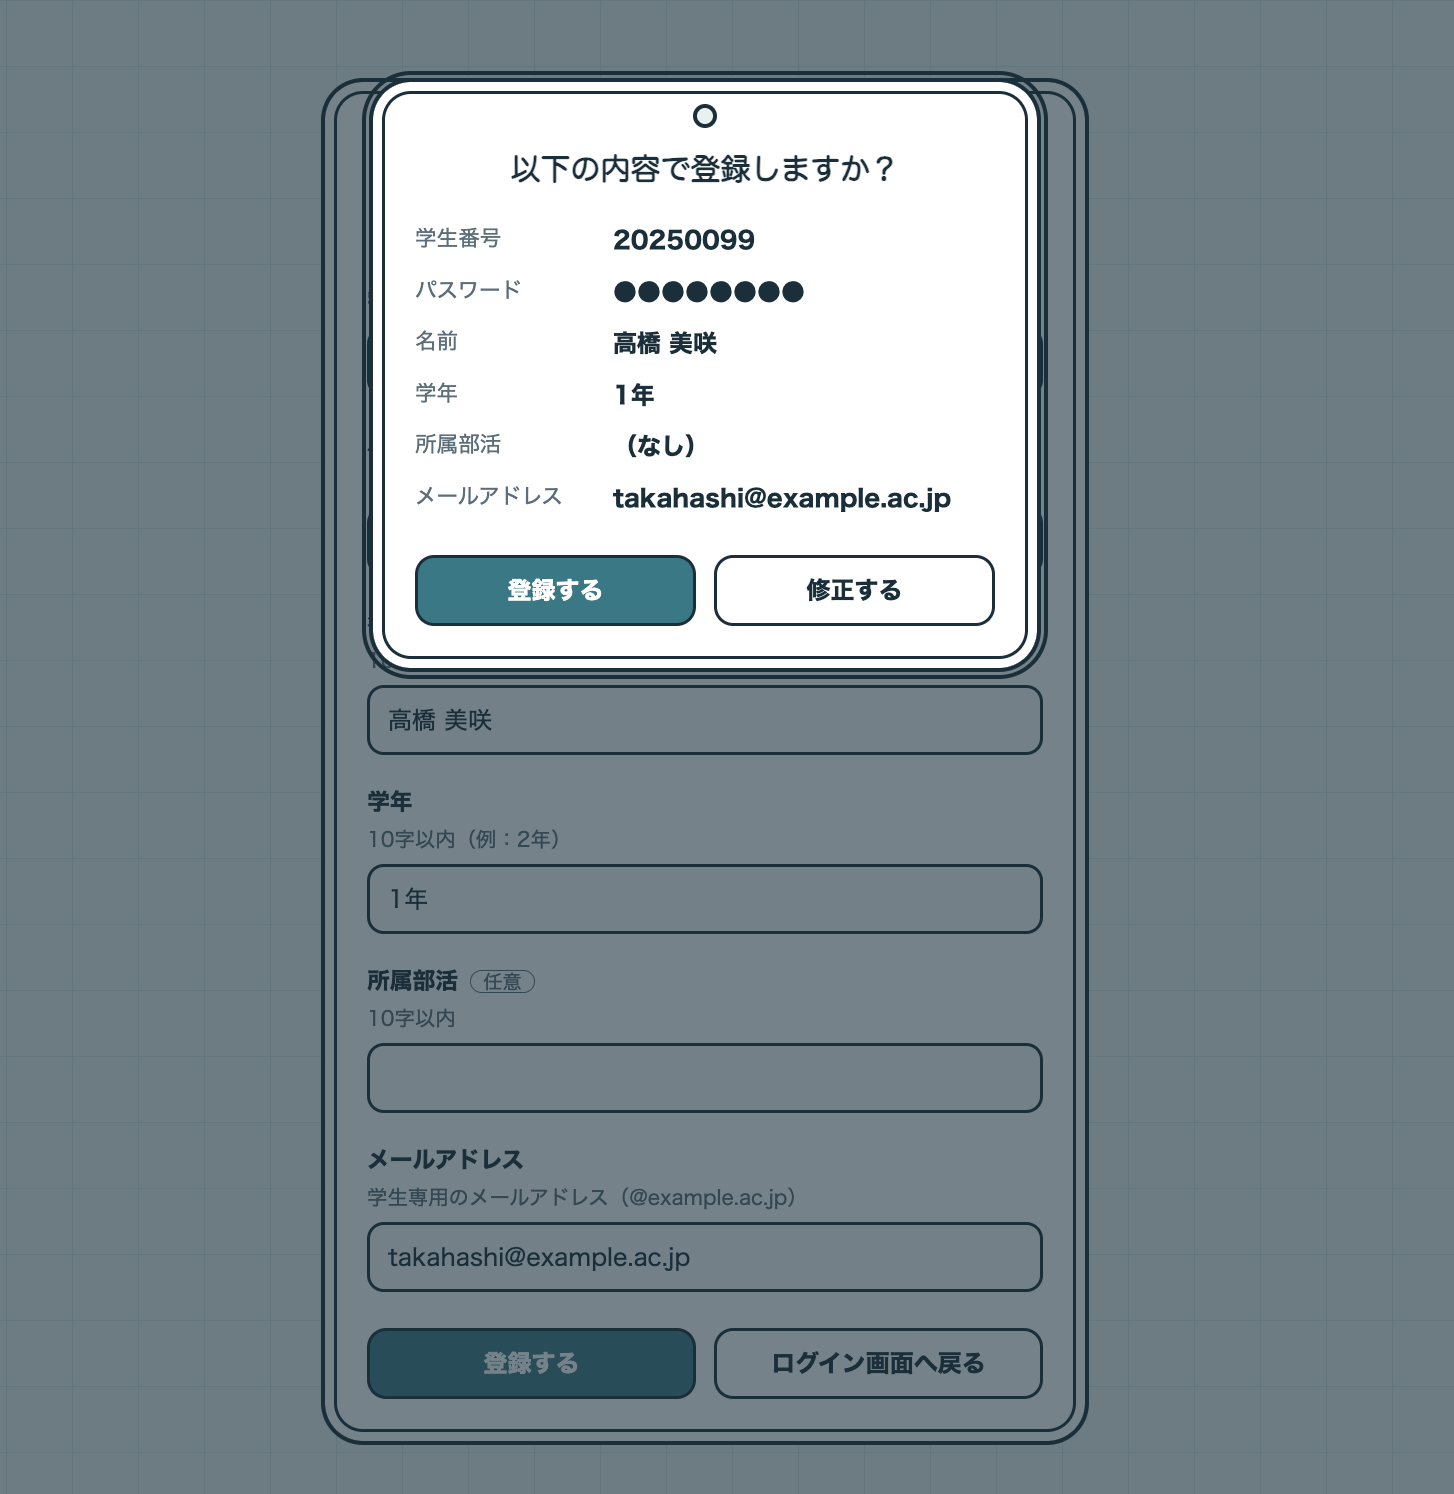 以下の内容で登録しますか？
学生番号 20250099
パスワード ●●●●●●●●
名前 高橋 美咲
学年 1年
所属部活 （なし）
メールアドレス takahashi@example.ac.jp
登録する 修正する
高橋 美咲
学年
10字以内（例：2年）
1年
所属部活 任意
10字以内
メールアドレス
学生専用のメールアドレス（@example.ac.jp）
takahashi@example.ac.jp
登録する ログイン画面へ戻る